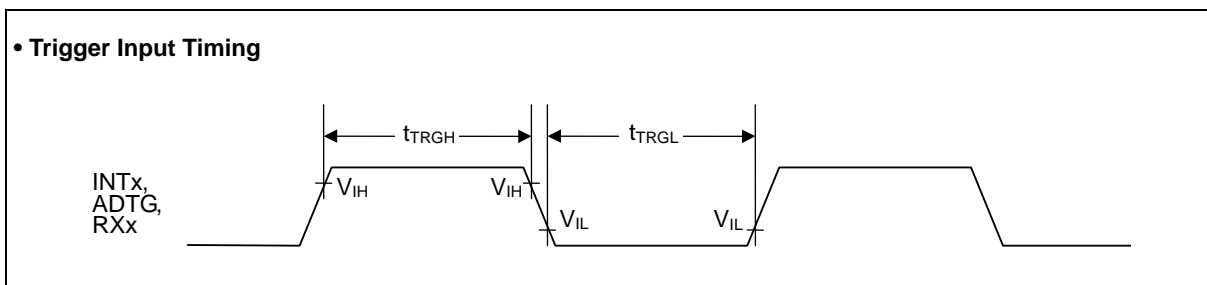 • Trigger Input Timing
tTRGH
tTRGL
INTx,
ADTG,
RXx
VIH
VIH
VIL
VIL